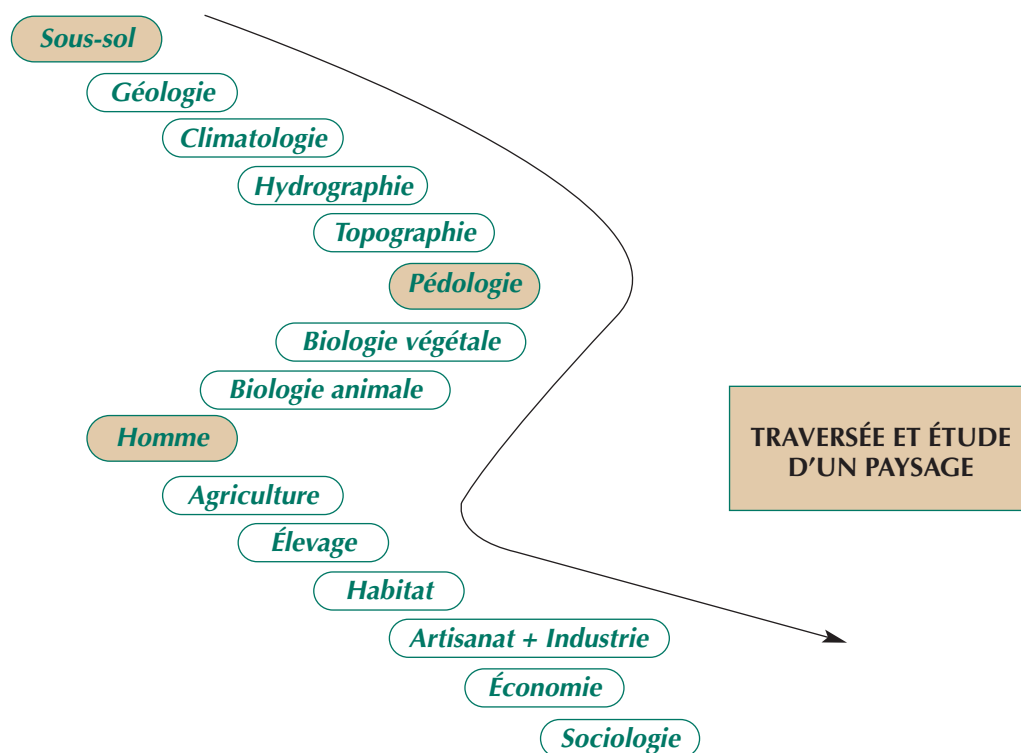 Sous-sol
Géologie
Climatologie
Hydrographie
Topographie
Pédologie
Biologie végétale
Biologie animale
Homme
TRAVERSÉE ET ÉTUDE
D'UN PAYSAGE
Agriculture
Élevage
Habitat
Artisanat + Industrie
Économie
Sociologie